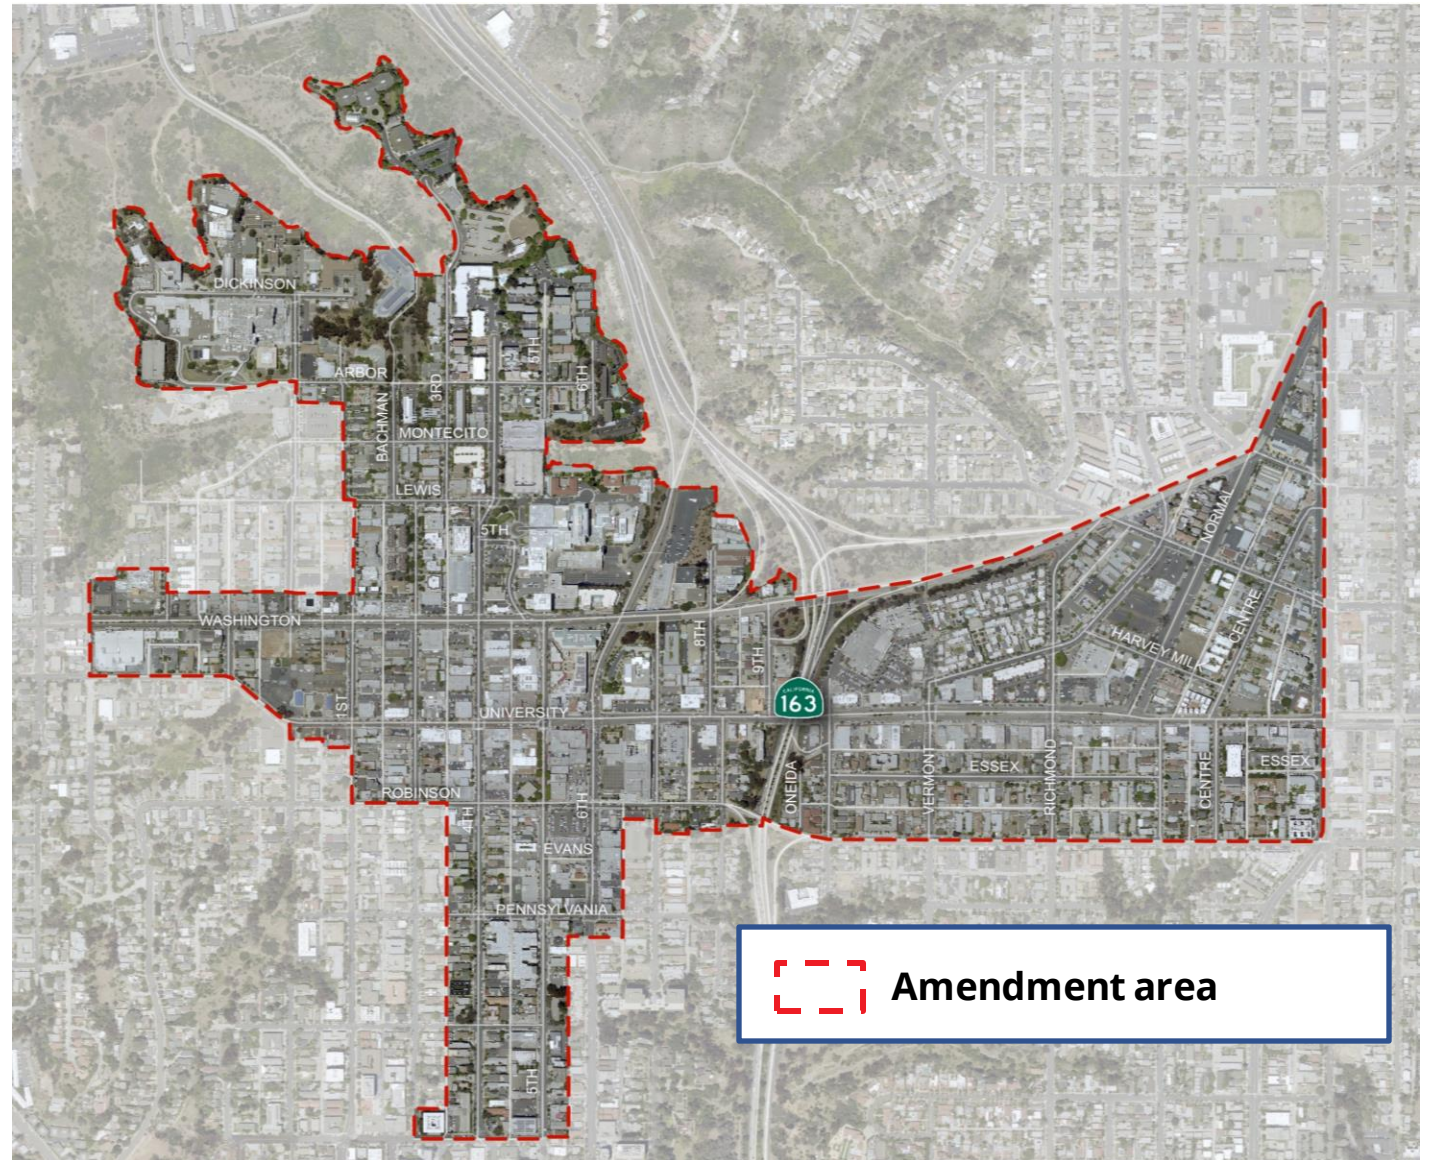 DICKINSON
ARBOR
5TH
6TH
3RD
BACHMAN
MONTECITO
LEWIS
5TH
WASHINGTON
8TH
9TH
NORMAL
CENTRE
HARVEY MILK
1ST
UNIVERSITY
CALIFORNIA
163
ONEIDA
VERMONT
ESSEX
RICHMOND
CENTRE
ESSEX
ROBINSON
4TH
6TH
EVANS
PENNSYLVANIA
5TH
Amendment area